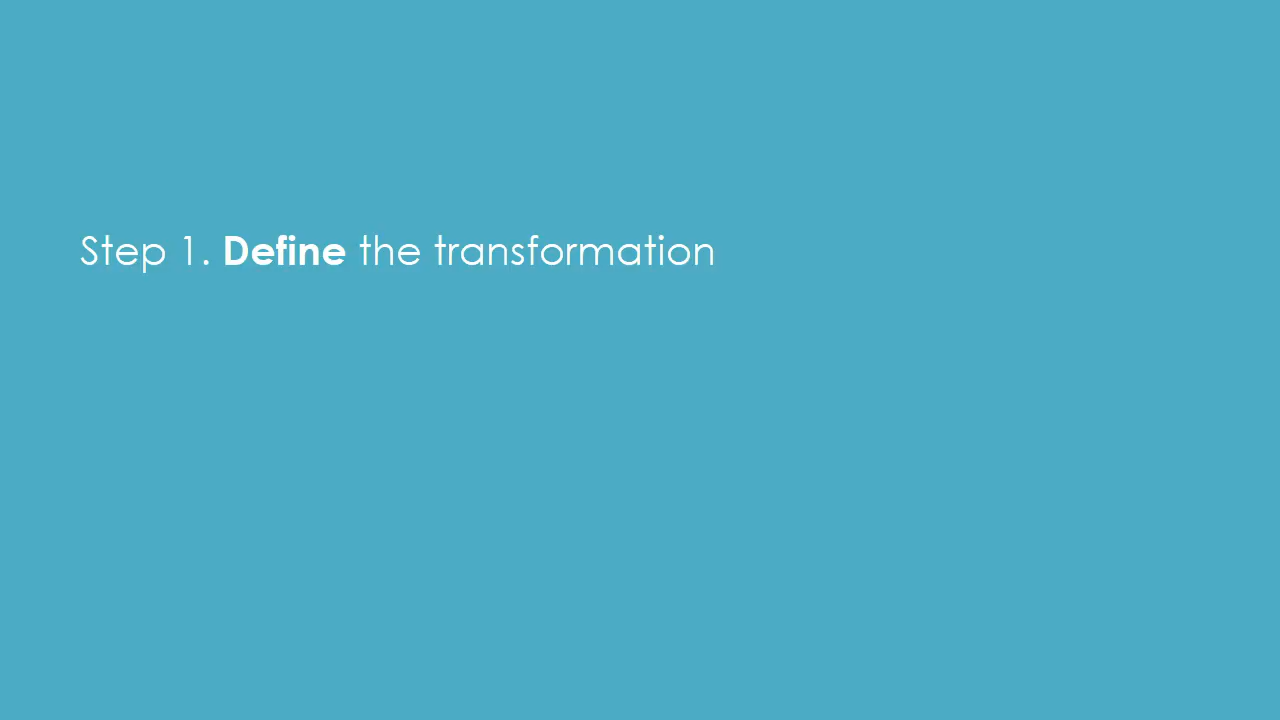 Step 1. Define the transformation